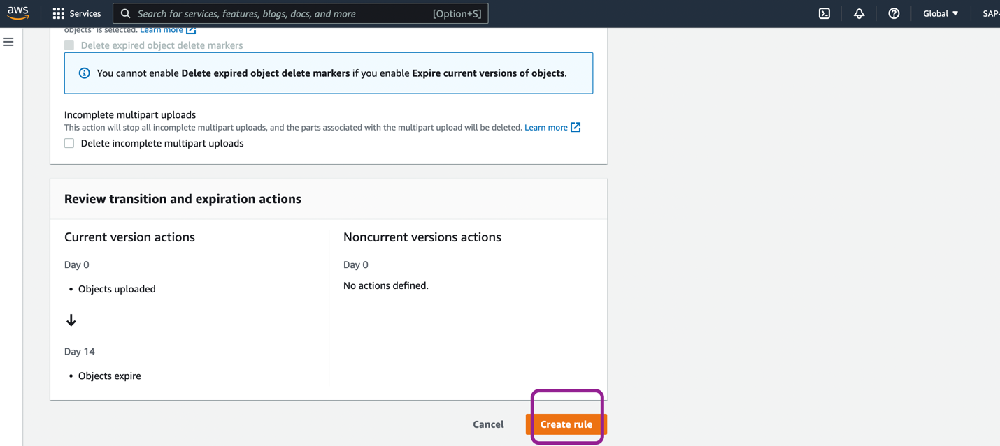 aws
Services
Search for services, features, blogs, docs, and more
[Option+S]
Global ▼
SAP-
objects" is selected. Learn more
Delete expired object delete markers
You cannot enable Delete expired object delete markers if you enable Expire current versions of objects.
Incomplete multipart uploads
This action will stop all incomplete multipart uploads, and the parts associated with the multipart upload will be deleted. Learn more
Delete incomplete multipart uploads
Review transition and expiration actions
Current version actions
Day 0
• Objects uploaded
↓
Day 14
• Objects expire
Noncurrent versions actions
Day 0
No actions defined.
Cancel
Create rule